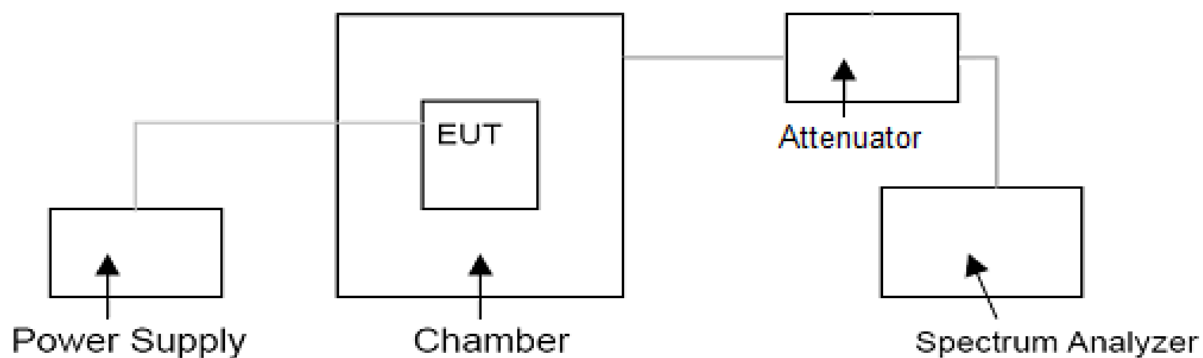 EUT
Attenuator
Power Supply
Chamber
Spectrum Analyzer